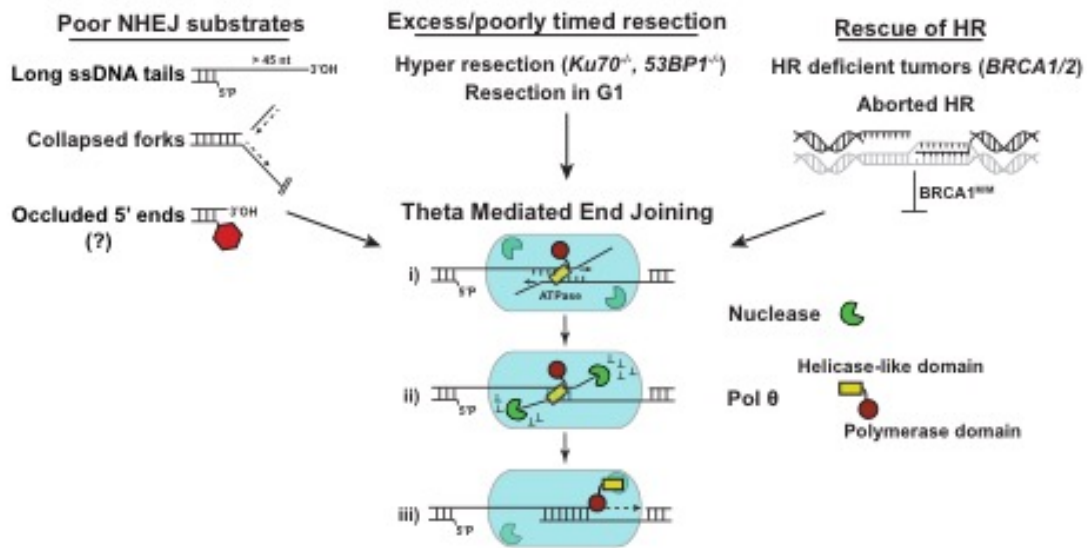 Poor NHEJ substrates
Long ssDNA tails
> 45 nt
3'OH
5'P
Collapsed forks
Occluded 5' ends
(?)
3'OH
Excess/poorly timed resection
Hyper resection (Ku70-/-, 53BP1-/-)
Resection in G1
Rescue of HR
HR deficient tumors (BRCA1/2)
Aborted HR
Theta Mediated End Joining
i)
5'P
ATPase
ii)
5'P
iii)
5'P
Nuclease
Helicase-like domain
Pol θ
Polymerase domain